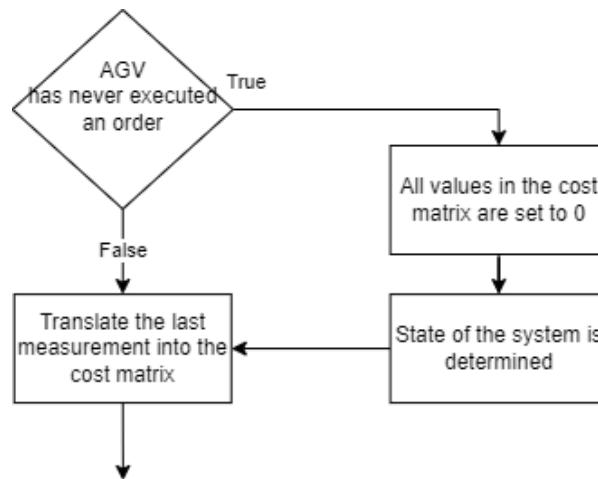 AGV
has never executed
an order
True
All values in the cost
matrix are set to 0
False
Translate the last
measurement into the
cost matrix
State of the system is
determined